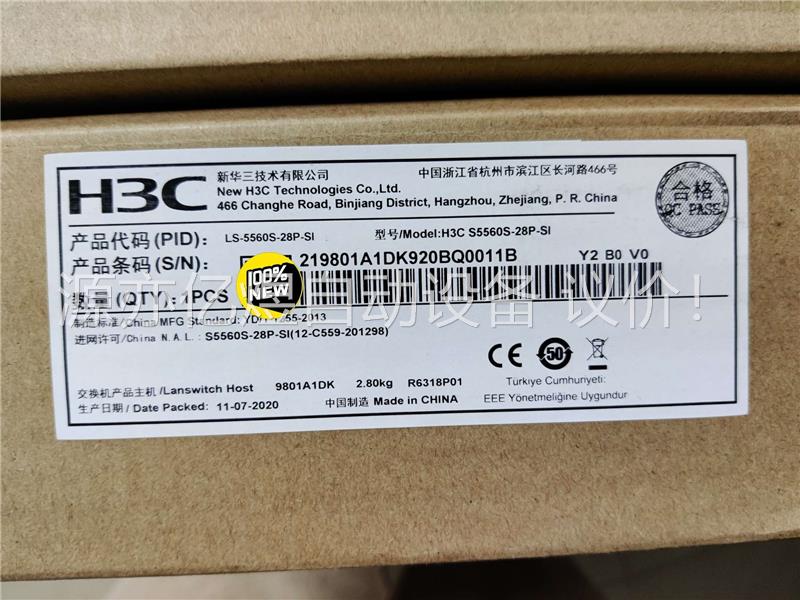 H3C
新华三技术有限公司 中国浙江省杭州市滨江区长河路466号
New H3C Technologies Co.,Ltd.
466 Changhe Road, Binjiang District, Hangzhou, Zhejiang, P. R. China
合格
QC PASE
产品代码(PID): LS-5560S-28P-SI 型号/Model:H3C S5560S-28P-SI
产品条码(S/N): 219801A1DK920BQ0011B Y2 B0 V0
100%
NEW
数量(QTY): 1PCS
源亦 自动设备 议价
制造标准/China/MFG Standard: YD/T 1255-2013
进网许可/China N.A.L.: S5560S-28P-SI(12-C559-201298)
50
交换机产品主机/Lanswitch Host 9801A1DK 2.80kg R6318P01
Türkiye Cumhuriyeti:
生产日期/Date Packed: 11-07-2020 中国制造 Made in CHINA
EEE Yönetmeliğine Uygundur